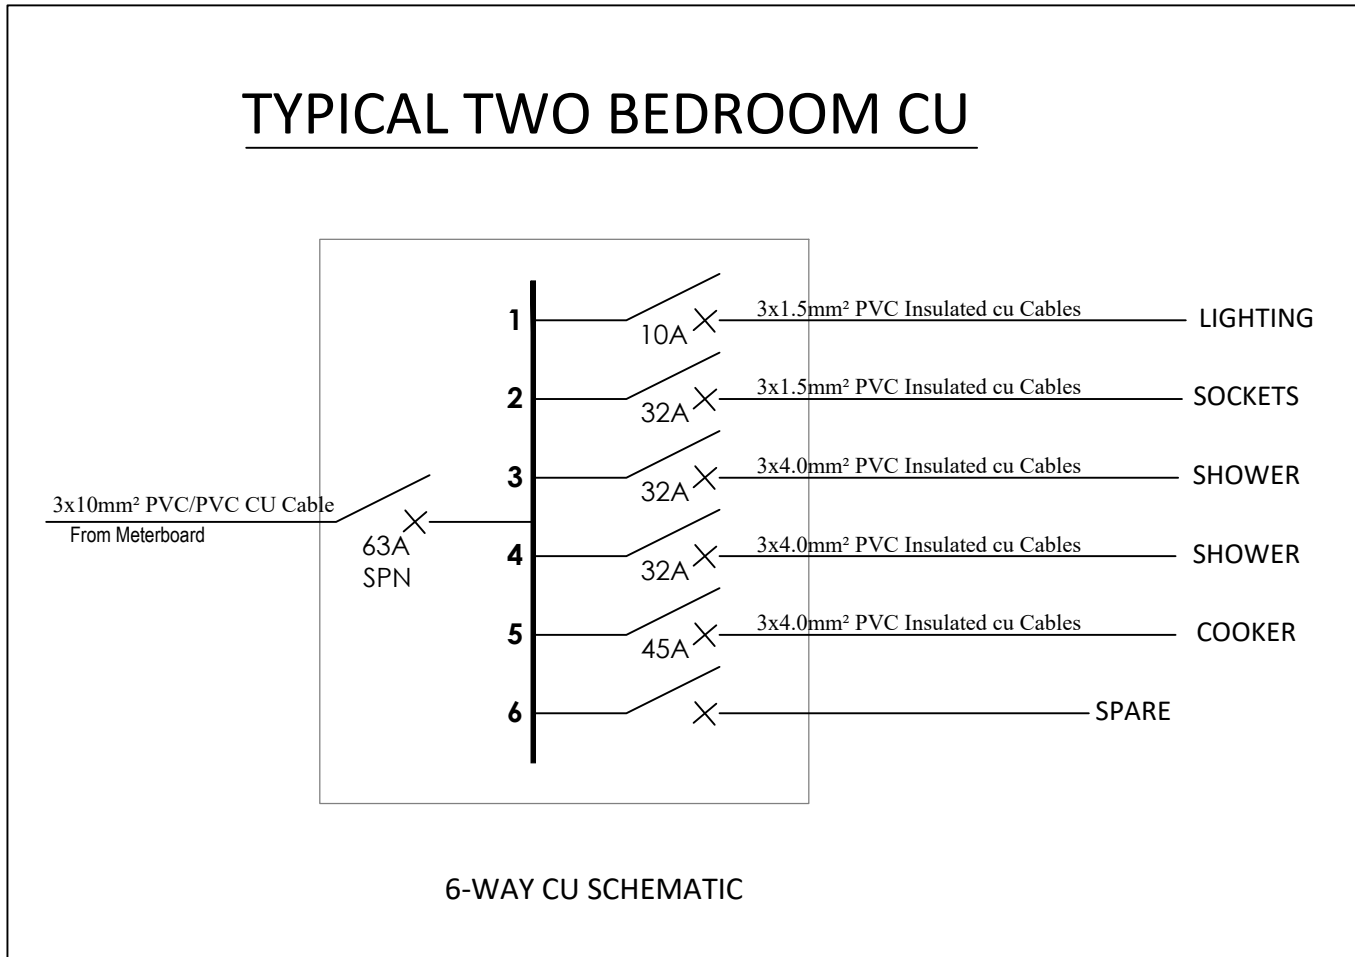 TYPICAL TWO BEDROOM CU
1
10A
3x1.5mm² PVC Insulated cu Cables
LIGHTING
2
32A
3x1.5mm² PVC Insulated cu Cables
SOCKETS
3
32A
3x4.0mm² PVC Insulated cu Cables
SHOWER
3x10mm² PVC/PVC CU Cable
From Meterboard
63A
SPN
4
32A
3x4.0mm² PVC Insulated cu Cables
SHOWER
5
45A
3x4.0mm² PVC Insulated cu Cables
COOKER
6
SPARE
6-WAY CU SCHEMATIC